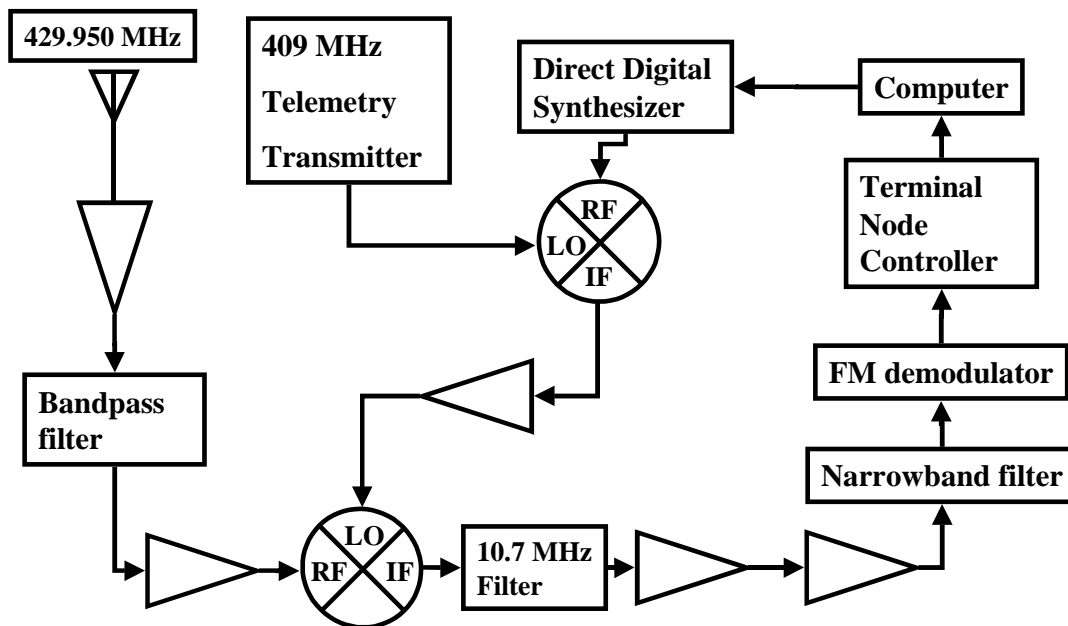 429.950 MHz
409 MHz
Telemetry
Transmitter
Direct Digital
Synthesizer
Computer
RF
LO
IF
Terminal
Node
Controller
FM demodulator
Bandpass
filter
Narrowband filter
LO
RF
IF
10.7 MHz
Filter